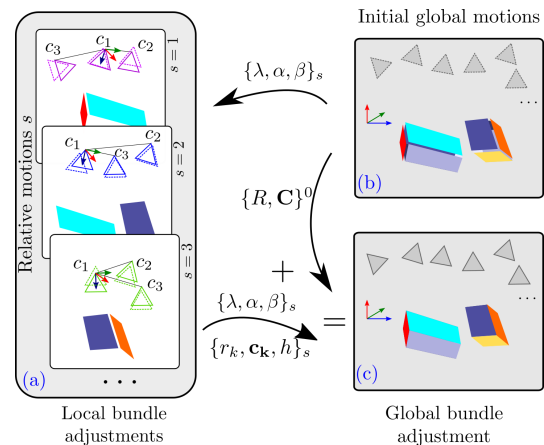 Initial global motions
Relative motions s
s = 1
c₃ c₁ c₂
s = 2
c₁ c₃ c₂
s = 3
c₁ c₂
c₃
(a)
. . .
{λ, α, β}ₛ
. . .
(b)
{R, C}⁰
+
{λ, α, β}ₛ
=
{rₖ, cₖ, h}ₛ
. . .
(c)
Local bundle
adjustments
Global bundle
adjustment